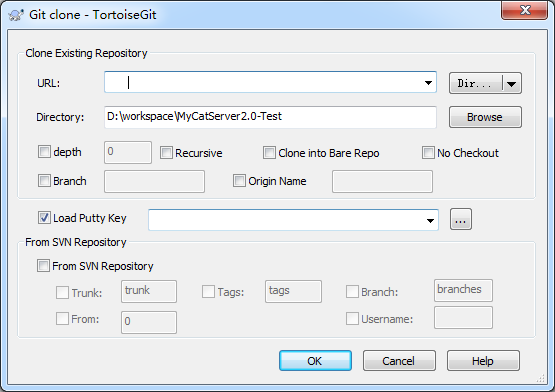 Git clone - TortoiseGit
Clone Existing Repository
URL:
Dir...
Directory: D:\workspace\MyCatServer2.0-Test Browse
depth 0 Recursive Clone into Bare Repo No Checkout
Branch Origin Name
Load Putty Key ...
From SVN Repository
From SVN Repository
Trunk: trunk Tags: tags Branch: branches
From: 0 Username:
OK Cancel Help